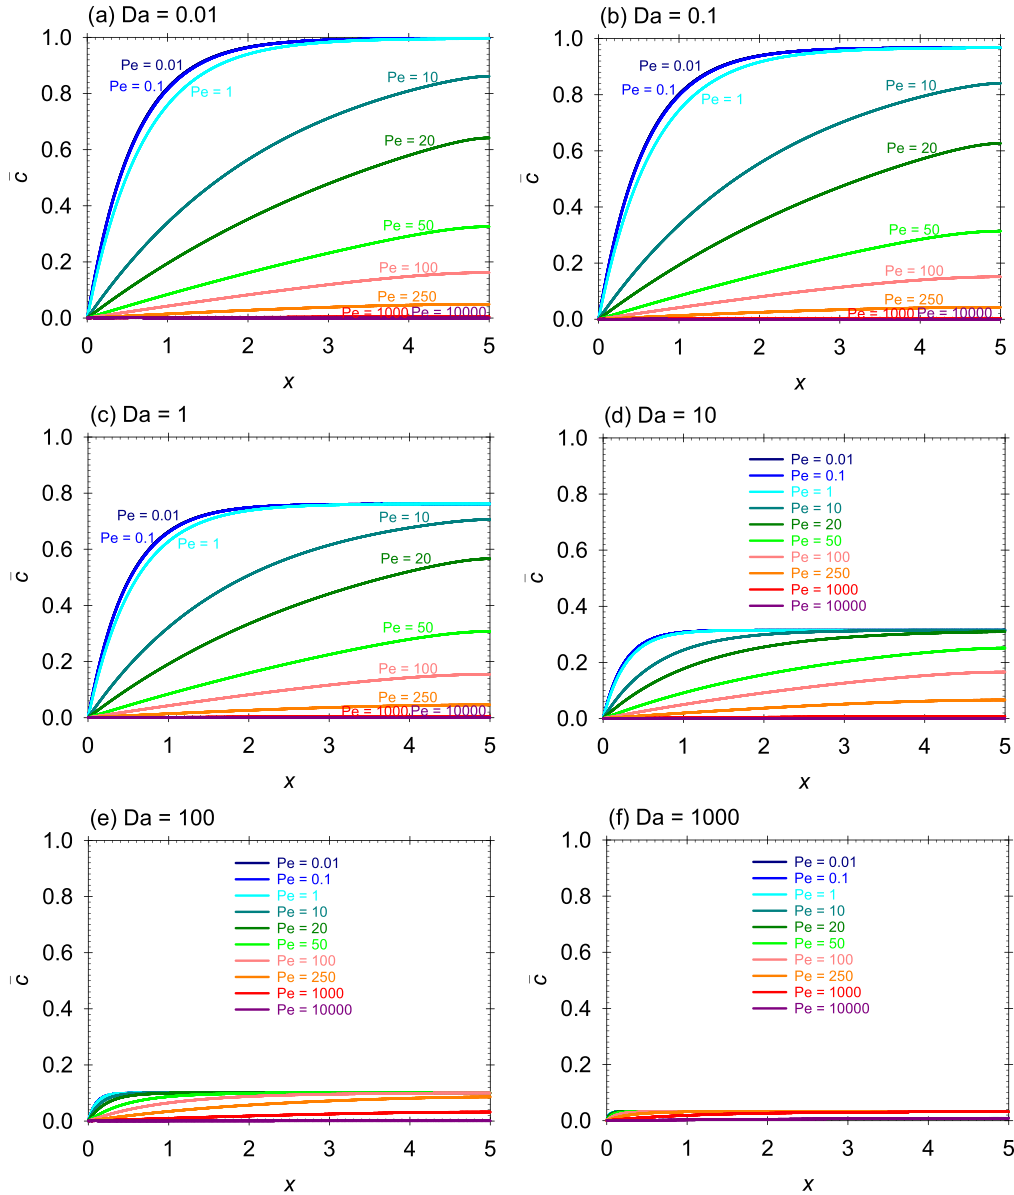 (a) Da = 0.01
1.0
0.8
0.6
0.4
0.2
0.0
c̄
Pe = 0.01
Pe = 0.1
Pe = 1
Pe = 10
Pe = 20
Pe = 50
Pe = 100
Pe = 250
Pe = 1000 Pe = 10000
0 1 2 3 4 5
x
(b) Da = 0.1
1.0
0.8
0.6
0.4
0.2
0.0
c̄
Pe = 0.01
Pe = 0.1
Pe = 1
Pe = 10
Pe = 20
Pe = 50
Pe = 100
Pe = 250
Pe = 1000 Pe = 10000
0 1 2 3 4 5
x
(c) Da = 1
1.0
0.8
0.6
0.4
0.2
0.0
c̄
Pe = 0.01
Pe = 0.1
Pe = 1
Pe = 10
Pe = 20
Pe = 50
Pe = 100
Pe = 250
Pe = 1000 Pe = 10000
0 1 2 3 4 5
x
(d) Da = 10
1.0
0.8
0.6
0.4
0.2
0.0
c̄
Pe = 0.01
Pe = 0.1
Pe = 1
Pe = 10
Pe = 20
Pe = 50
Pe = 100
Pe = 250
Pe = 1000
Pe = 10000
0 1 2 3 4 5
x
(e) Da = 100
1.0
0.8
0.6
0.4
0.2
0.0
c̄
Pe = 0.01
Pe = 0.1
Pe = 1
Pe = 10
Pe = 20
Pe = 50
Pe = 100
Pe = 250
Pe = 1000
Pe = 10000
0 1 2 3 4 5
x
(f) Da = 1000
1.0
0.8
0.6
0.4
0.2
0.0
c̄
Pe = 0.01
Pe = 0.1
Pe = 1
Pe = 10
Pe = 20
Pe = 50
Pe = 100
Pe = 250
Pe = 1000
Pe = 10000
0 1 2 3 4 5
x